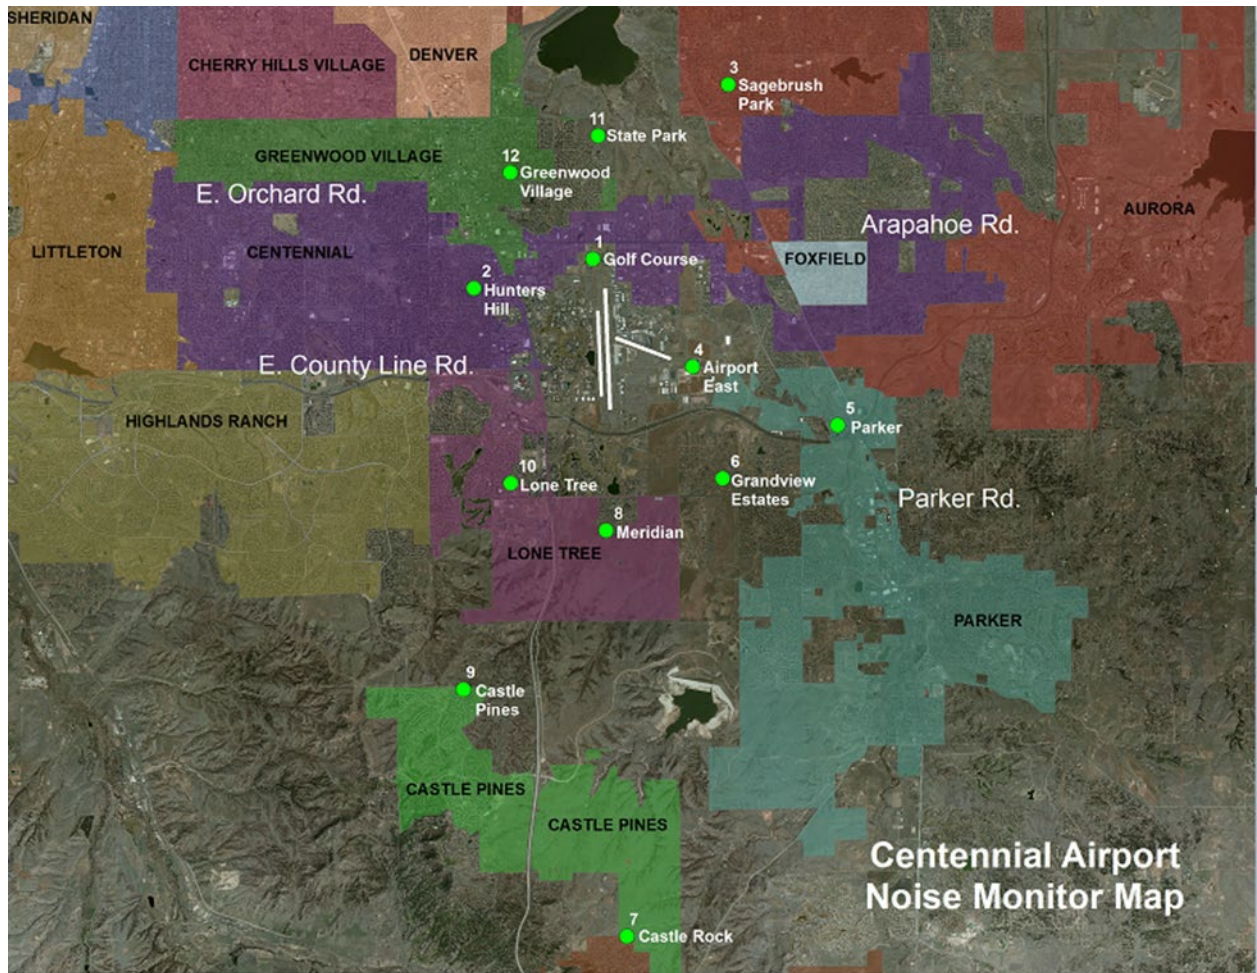 SHERIDAN
CHERRY HILLS VILLAGE
DENVER
3
Sagebrush
Park
11
State Park
GREENWOOD VILLAGE
12
Greenwood
Village
E. Orchard Rd.
AURORA
Arapahoe Rd.
LITTLETON
CENTENNIAL
1
Golf Course
FOXFIELD
2
Hunters
Hill
E. County Line Rd.
4
Airport
East
HIGHLANDS RANCH
5
Parker
10
Lone Tree
6
Grandview
Estates
Parker Rd.
8
Meridian
LONE TREE
PARKER
9
Castle
Pines
CASTLE PINES
CASTLE PINES
Centennial Airport
Noise Monitor Map
7
Castle Rock